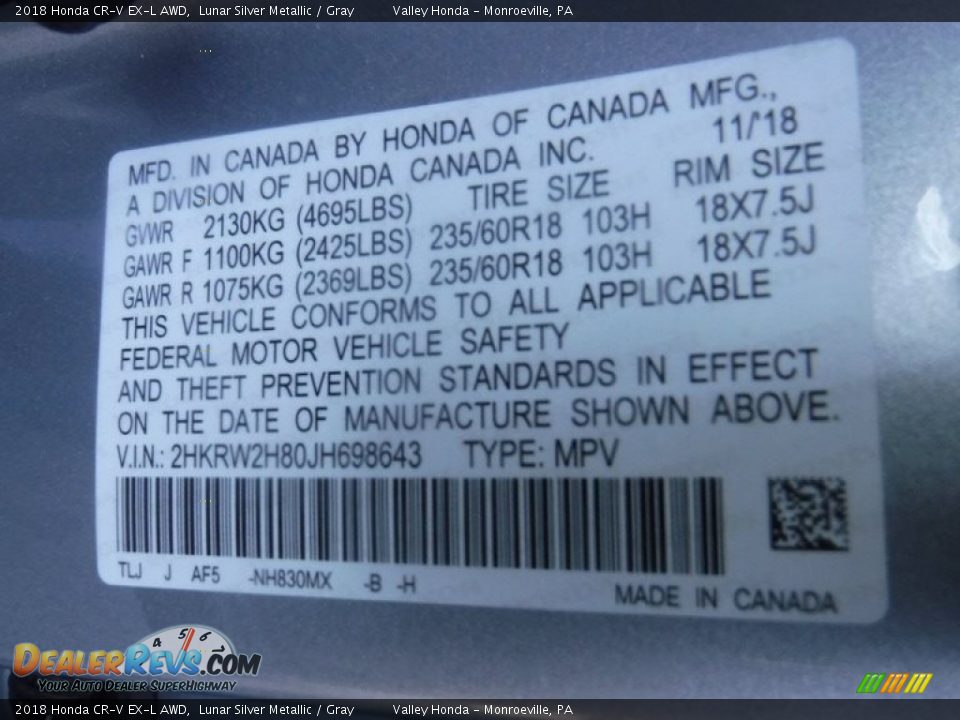 2018 Honda CR-V EX-L AWD, Lunar Silver Metallic / Gray Valley Honda - Monroeville, PA
MFD. IN CANADA BY HONDA OF CANADA MFG.,
A DIVISION OF HONDA CANADA INC. 11/'18
GVWR 2130KG (4695LBS) TIRE SIZE RIM SIZE
GAWR F 1100KG (2425LBS) 235/60R18 103H 18X7.5J
GAWR R 1075KG (2369LBS) 235/60R18 103H 18X7.5J
THIS VEHICLE CONFORMS TO ALL APPLICABLE
FEDERAL MOTOR VEHICLE SAFETY
AND THEFT PREVENTION STANDARDS IN EFFECT
ON THE DATE OF MANUFACTURE SHOWN ABOVE.
V.I.N.: 2HKRW2H80JH698643 TYPE: MPV
TLJ J AF5 -NH830MX -B -H
MADE IN CANADA
4 5 6
DEALERREVS.COM
YOUR AUTO DEALER SUPERHIGHWAY
2018 Honda CR-V EX-L AWD, Lunar Silver Metallic / Gray Valley Honda - Monroeville, PA